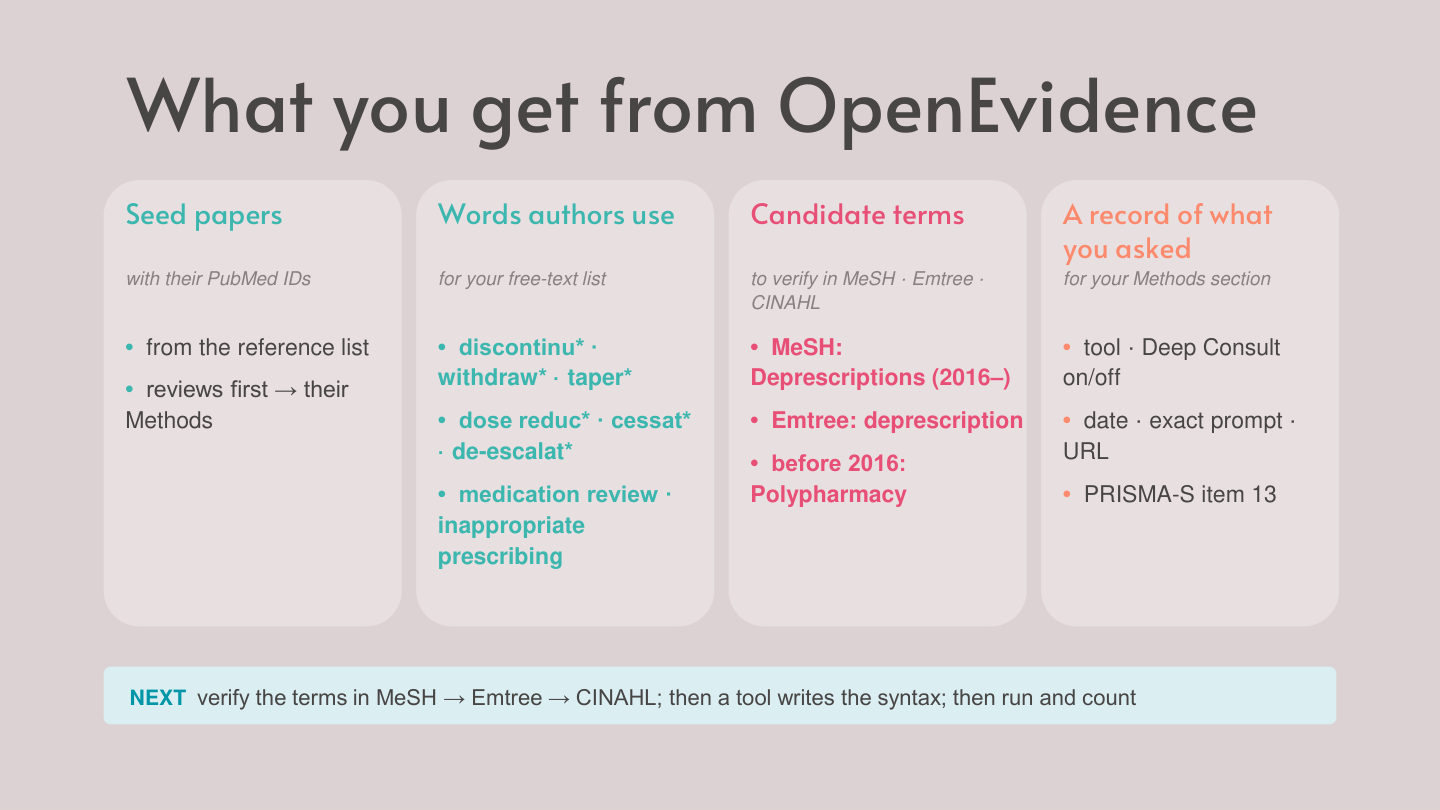 What you get from OpenEvidence
Seed papers
with their PubMed IDs
• from the reference list
• reviews first → their
Methods
Words authors use
for your free-text list
• discontinu* ·
withdraw* · taper*
• dose reduc* · cessat*
· de-escalat*
• medication review ·
inappropriate
prescribing
Candidate terms
to verify in MeSH · Emtree ·
CINAHL
• MeSH:
Deprescriptions (2016–)
• Emtree: deprescription
• before 2016:
Polypharmacy
A record of what
you asked
for your Methods section
• tool · Deep Consult
on/off
• date · exact prompt ·
URL
• PRISMA-S item 13
NEXT verify the terms in MeSH → Emtree → CINAHL; then a tool writes the syntax; then run and count